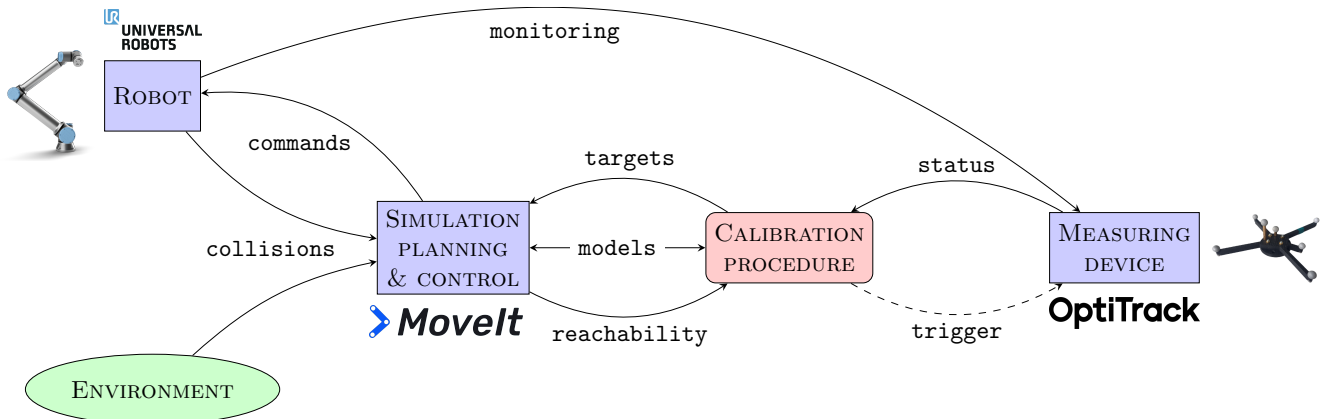 UR
UNIVERSAL
ROBOTS
monitoring
ROBOT
commands
targets
status
SIMULATION
PLANNING
& CONTROL
collisions
models
CALIBRATION
PROCEDURE
MEASURING
DEVICE
MoveIt
OptiTrack
reachability
trigger
ENVIRONMENT